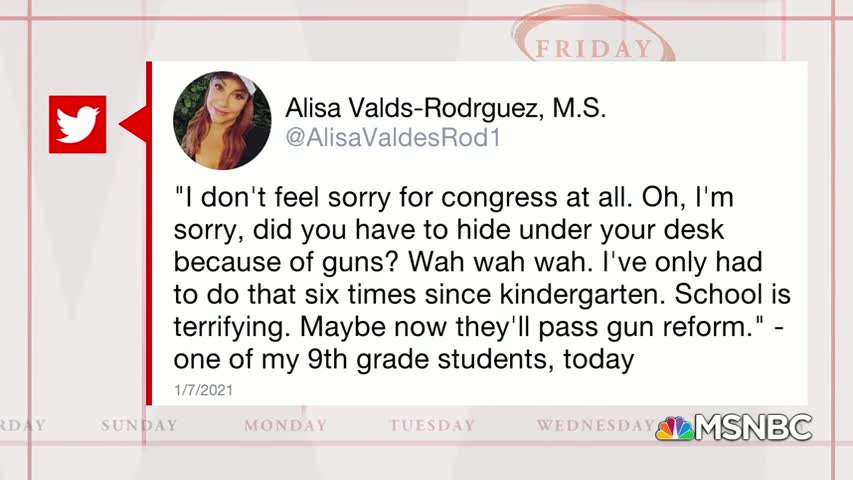 FRIDAY
Alisa Valds-Rodrguez, M.S.
@AlisaValdesRod1
"I don't feel sorry for congress at all. Oh, I'm
sorry, did you have to hide under your desk
because of guns? Wah wah wah. I've only had
to do that six times since kindergarten. School is
terrifying. Maybe now they'll pass gun reform." -
one of my 9th grade students, today
1/7/2021
RDAY SUNDAY MONDAY TUESDAY WEDNESDAY
MSNBC